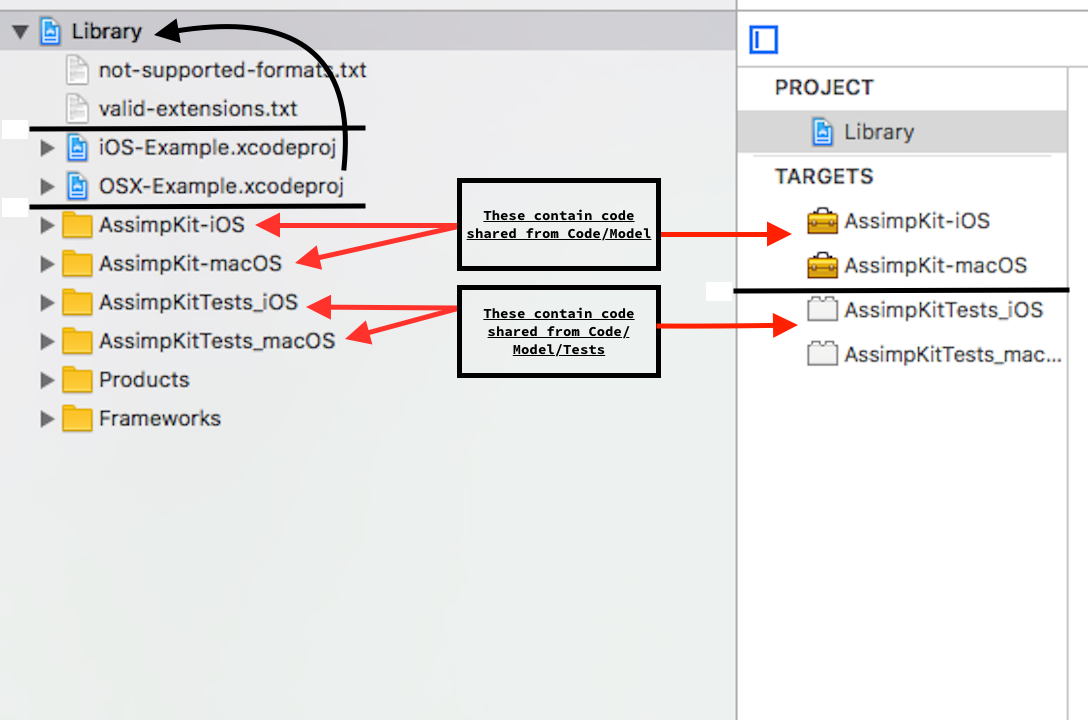 Library
not-supported-formats.txt
valid-extensions.txt
iOS-Example.xcodeproj
OSX-Example.xcodeproj
AssimpKit-iOS
AssimpKit-macOS
AssimpKitTests_iOS
AssimpKitTests_macOS
Products
Frameworks
These contain code
shared from Code/Model
These contain code
shared from Code/
Model/Tests
PROJECT
Library
TARGETS
AssimpKit-iOS
AssimpKit-macOS
AssimpKitTests_iOS
AssimpKitTests_mac...